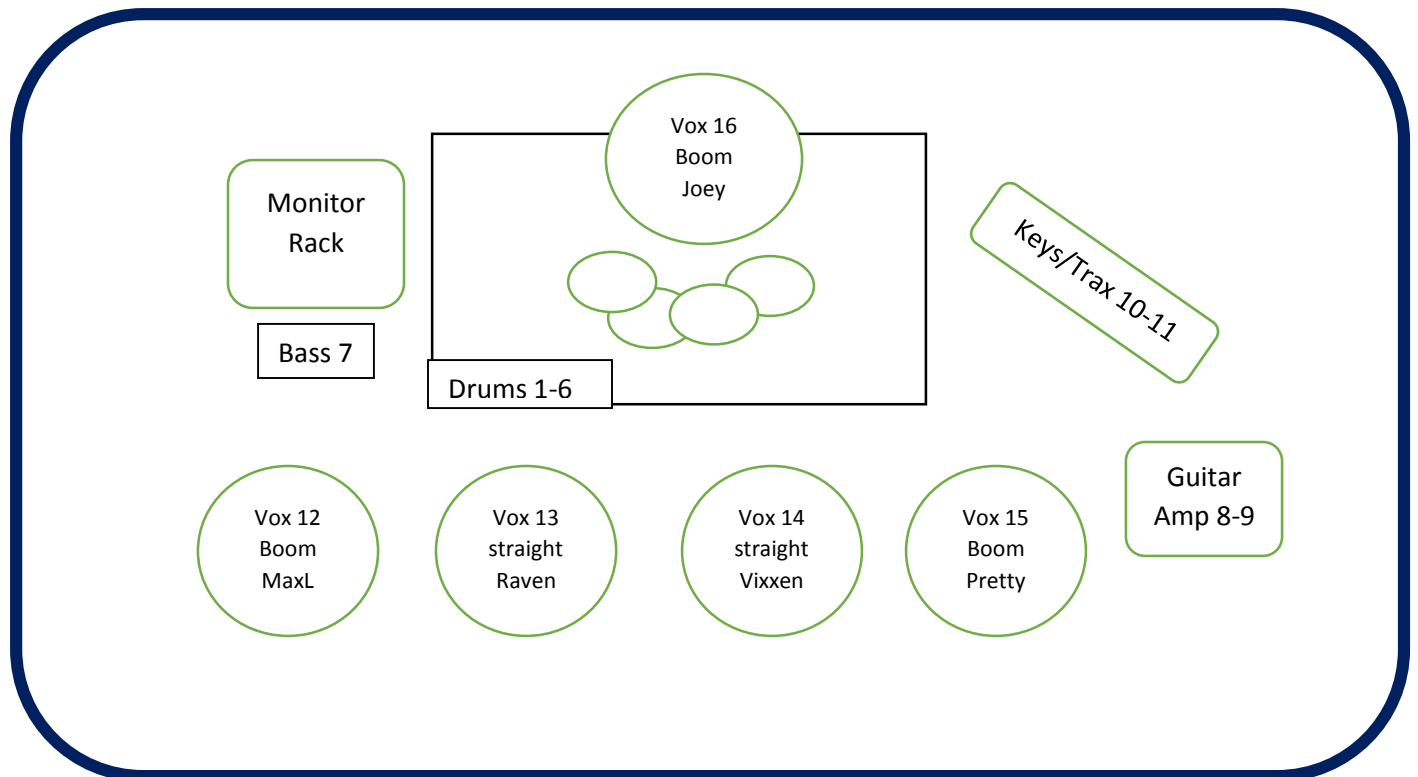 Vox 16
Boom
Joey
Monitor
Rack
Keys/Trax 10-11
Bass 7
Drums 1-6
Vox 12
Boom
MaxL
Vox 13
straight
Raven
Vox 14
straight
Vixxen
Vox 15
Boom
Pretty
Guitar
Amp 8-9